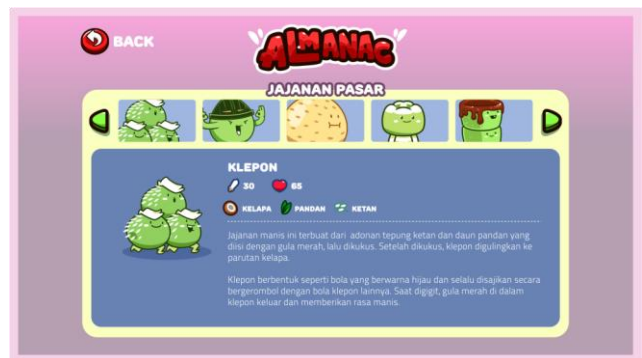 BACK
ALMANAC
JAJANAN PASAR
KLEPON
30 65
KELAPA PANDAN KETAN
Jajanan manis ini terbuat dari adonan tepung ketan dan daun pandan yang
diisi dengan gula merah, lalu dikukus. Setelah dikukus, klepon digulingkan ke
parutan kelapa.
Klepon berbentuk seperti bola yang berwarna hijau dan selalu disajikan secara
bergerombol dengan bola klepon lainnya. Saat digigit, gula merah di dalam
klepon keluar dan memberikan rasa manis.